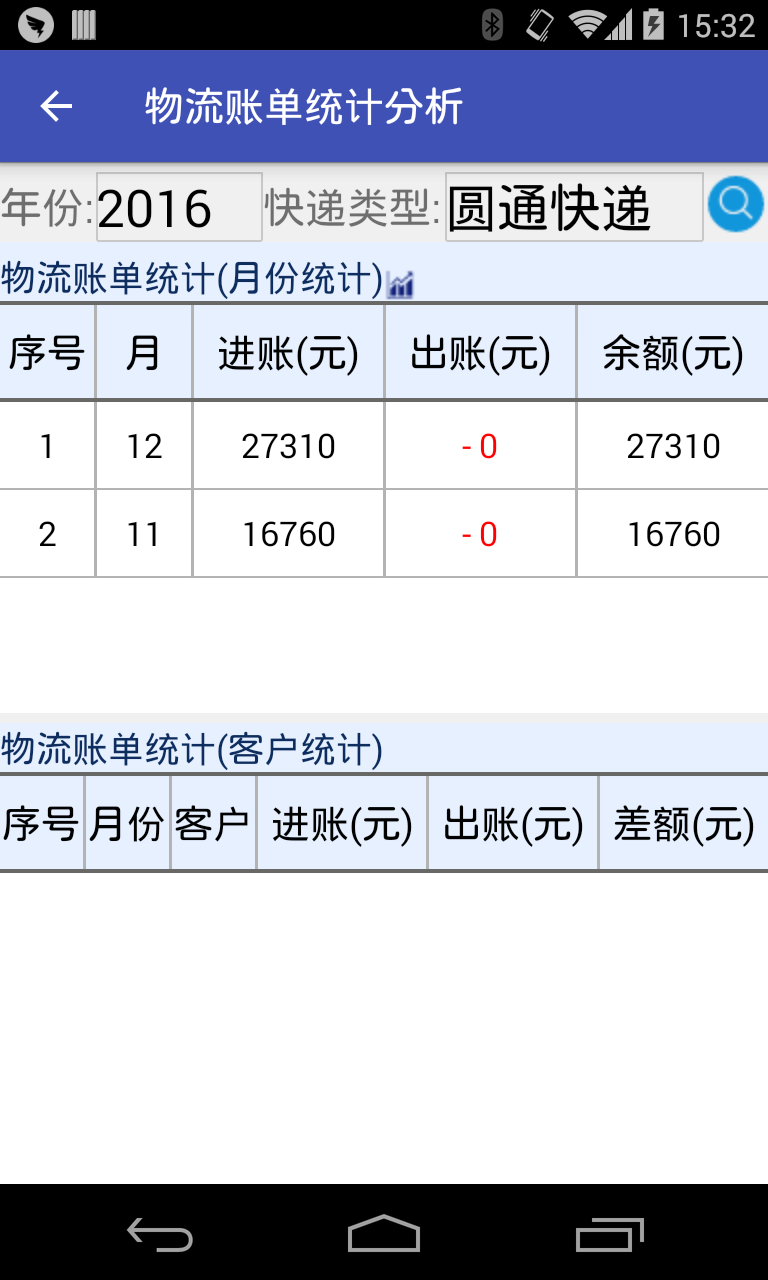 15:32
物流账单统计分析
年份:2016快递类型:圆通快递
物流账单统计(月份统计)
序号 月 进账(元) 出账(元) 余额(元)
1 12 27310 - 0 27310
2 11 16760 - 0 16760
物流账单统计(客户统计)
序号 月份 客户 进账(元) 出账(元) 差额(元)